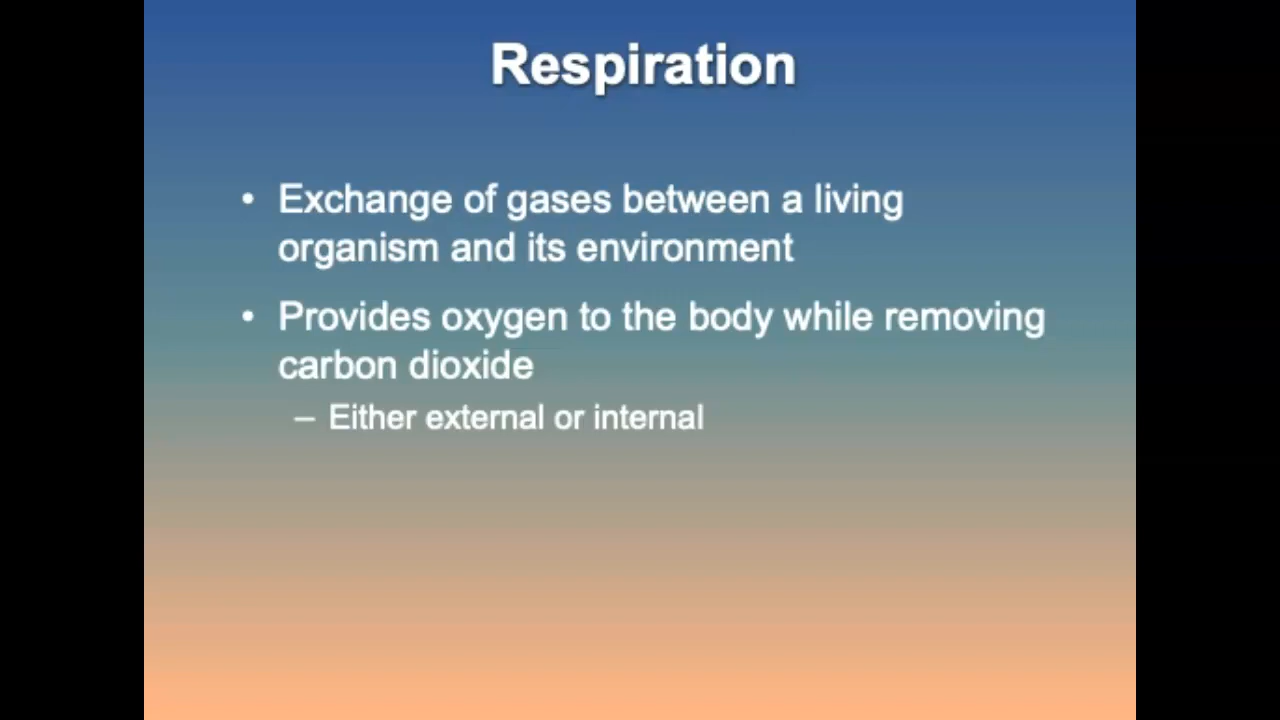 Respiration
• Exchange of gases between a living
organism and its environment
• Provides oxygen to the body while removing
carbon dioxide
– Either external or internal